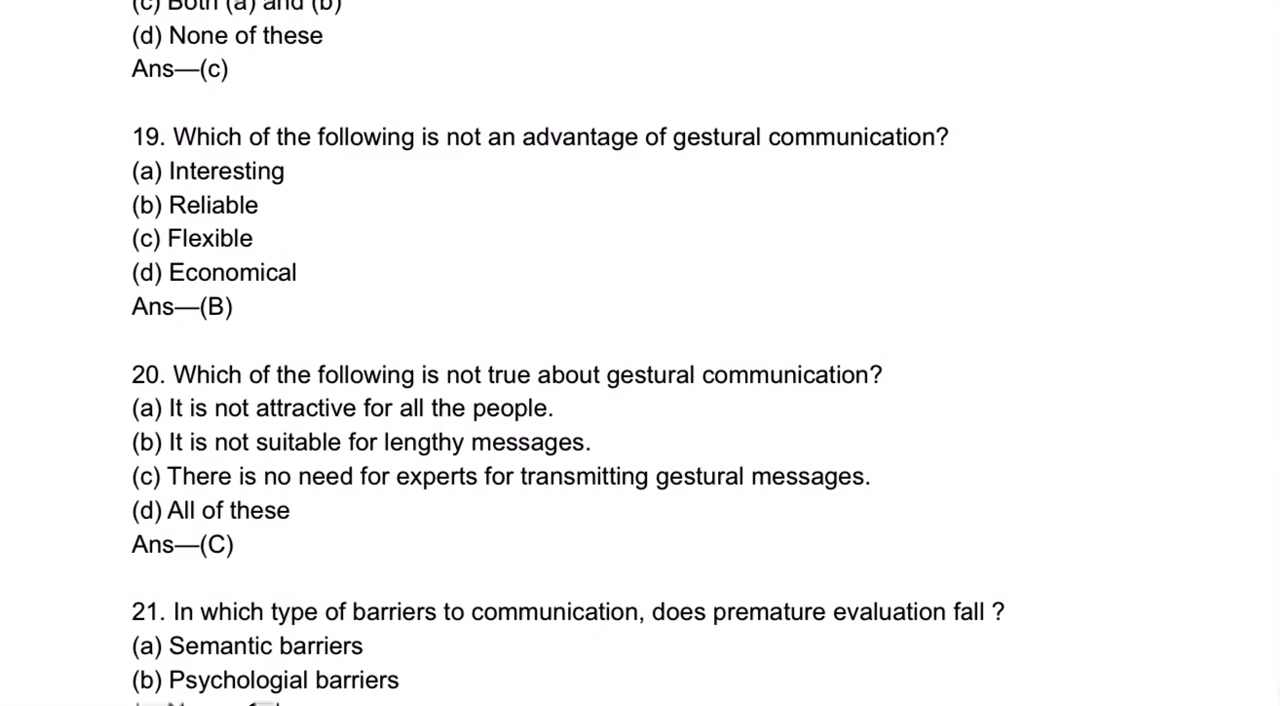 (c) Both (a) and (b)
(d) None of these
Ans—(c)
19. Which of the following is not an advantage of gestural communication?
(a) Interesting
(b) Reliable
(c) Flexible
(d) Economical
Ans—(B)
20. Which of the following is not true about gestural communication?
(a) It is not attractive for all the people.
(b) It is not suitable for lengthy messages.
(c) There is no need for experts for transmitting gestural messages.
(d) All of these
Ans—(C)
21. In which type of barriers to communication, does premature evaluation fall ?
(a) Semantic barriers
(b) Psychologial barriers